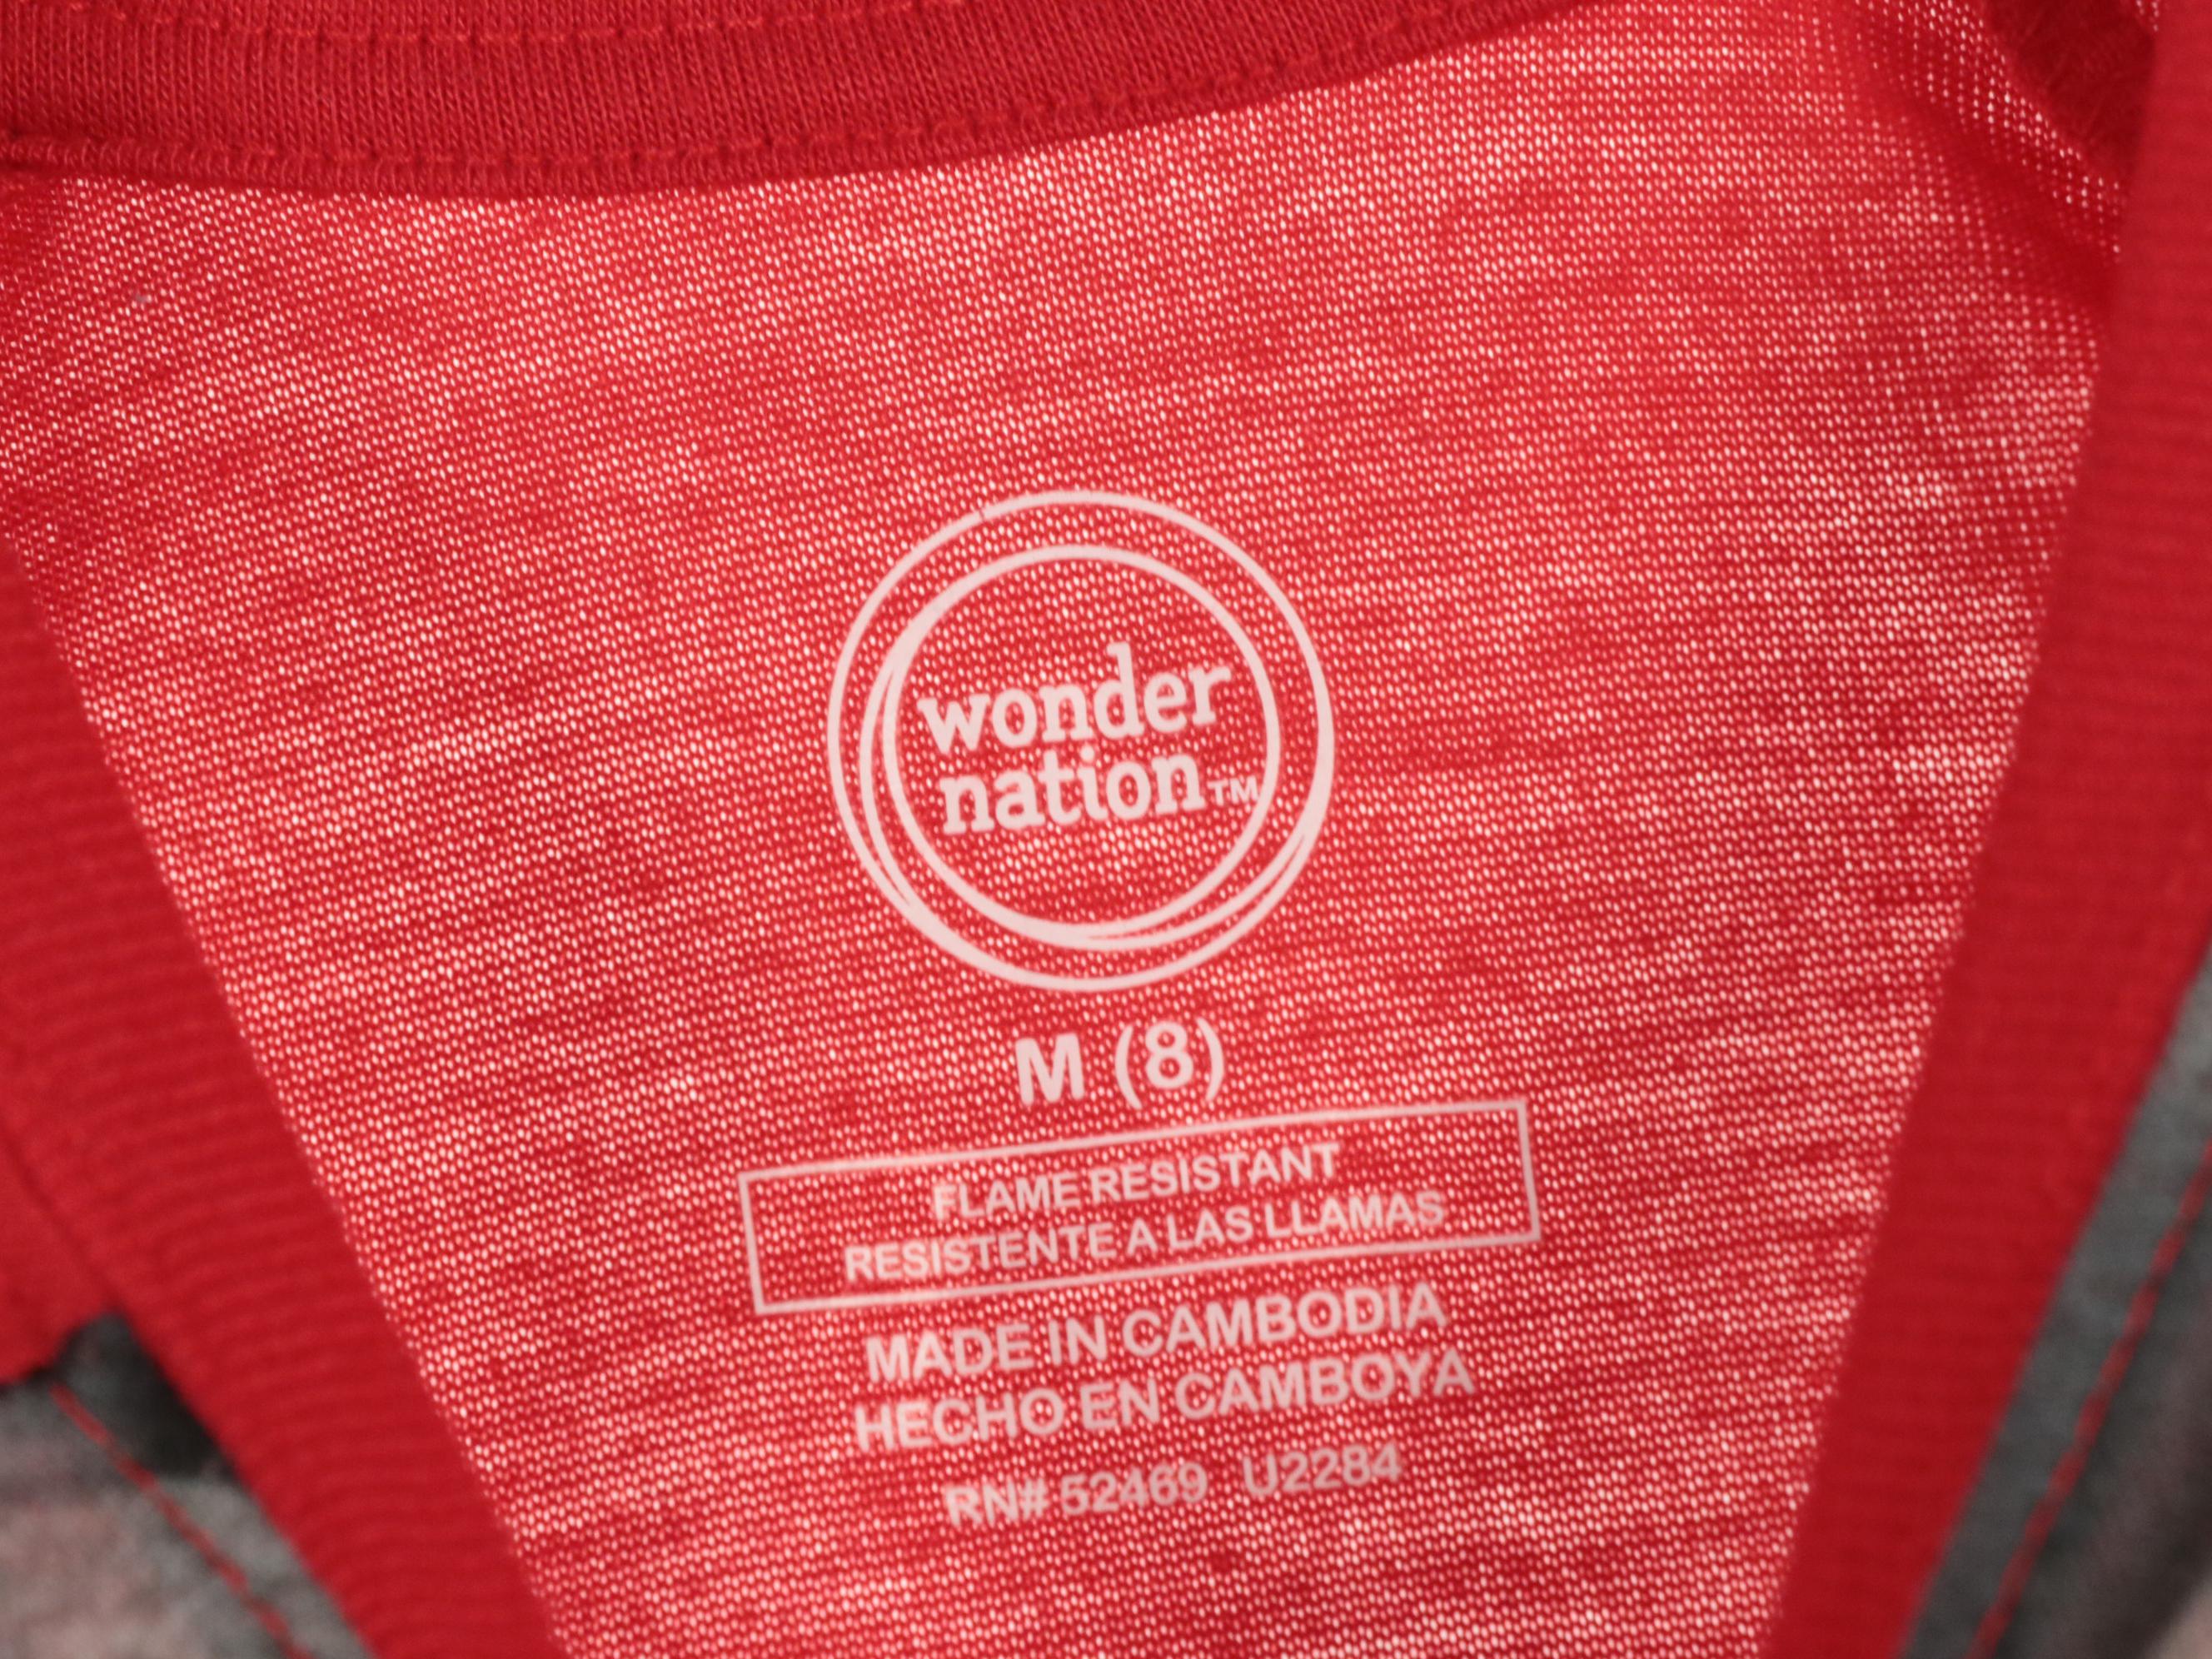 wonder
nation™
M (8)
FLAME RESISTANT
RESISTENTE A LAS LLAMAS
MADE IN CAMBODIA
HECHO EN CAMBOYA
RN# 52469 U2284